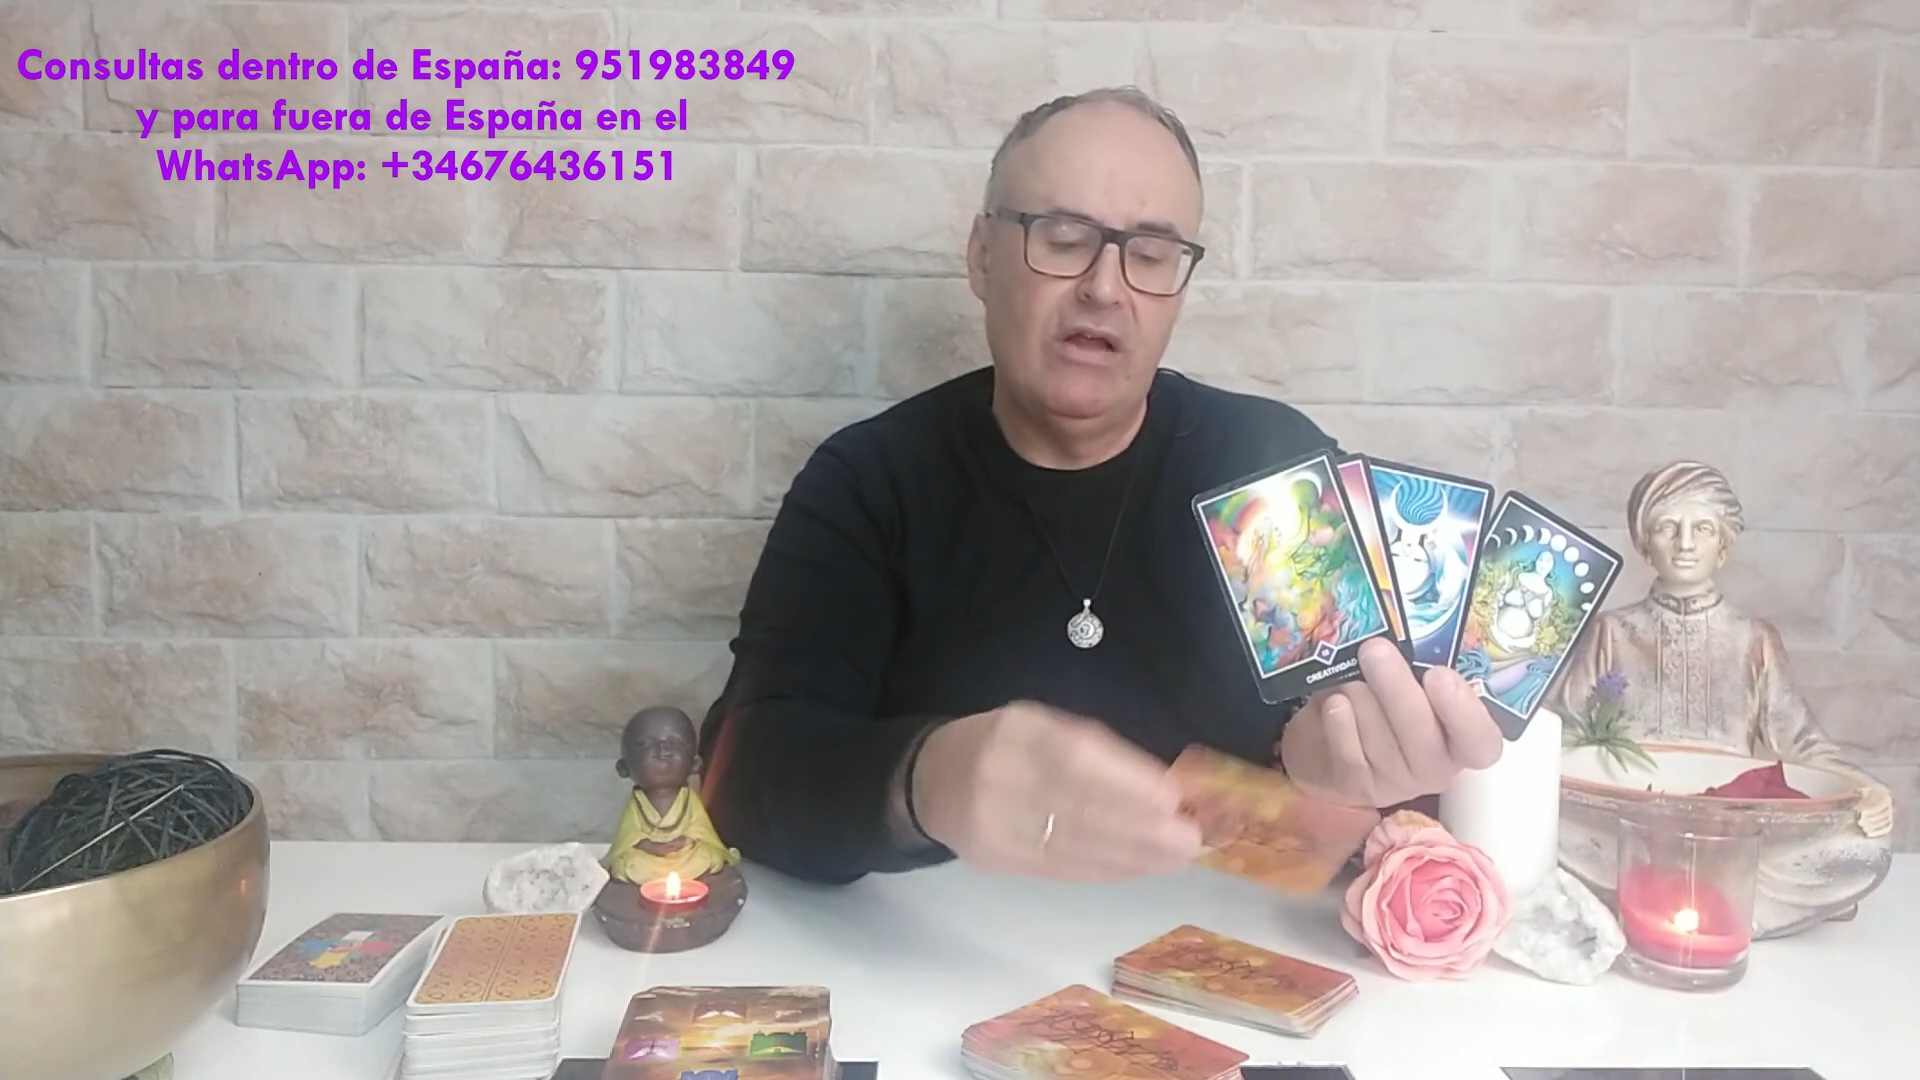 Consultas dentro de España: 951983849
y para fuera de España en el
WhatsApp: +34676436151
CREATIVIDAD